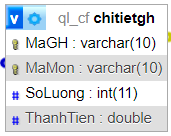 v ql_cf chitietgh
MaGH : varchar(10)
MaMon : varchar(10)
# SoLuong : int(11)
# ThanhTien : double